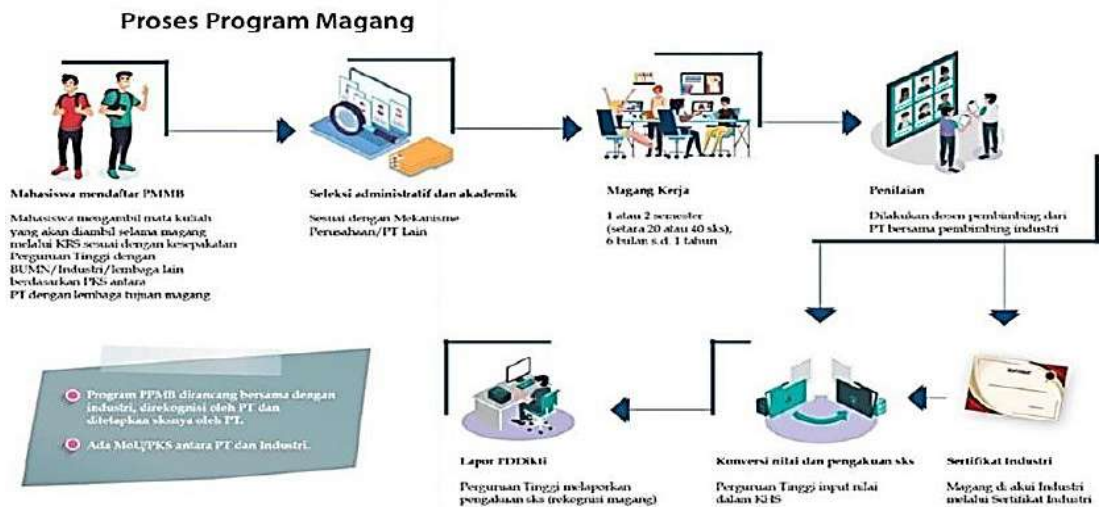 Proses Program Magang
Mahasiswa mendaftar PMMB
Mahasiswa mengambil mata kuliah
yang akan diambil selama magang
melalui KRS sesuai dengan kesepakatan
Perguruan Tinggi dengan
BUMN/Industri/lembaga lain
berdasarkan PKS antara
PT dengan lembaga tujuan magang
Seleksi administratif dan akademik
Sesuai dengan Mekanisme
Perusahaan/PT Lain
Magang Kerja
1 atau 2 semester
(setara 20 atau 40 sks),
6 bulan s.d. 1 tahun
Penilaian
Dilakukan dosen pembimbing dari
PT bersama pembimbing industri
Program PPMB dirancang bersama dengan
industri, direkognisi oleh PT dan
ditetapkan sksnya oleh PT.
Ada MoU/PKS antara PT dan Industri.
Lapor PDDikti
Perguruan Tinggi melaporkan
pengakuan sks (rekognisi magang)
Konversi nilai dan pengakuan sks
Perguruan Tinggi input nilai
dalam KHS
Sertifikat Industri
Magang di akui Industri
melalui Sertifikat Industri